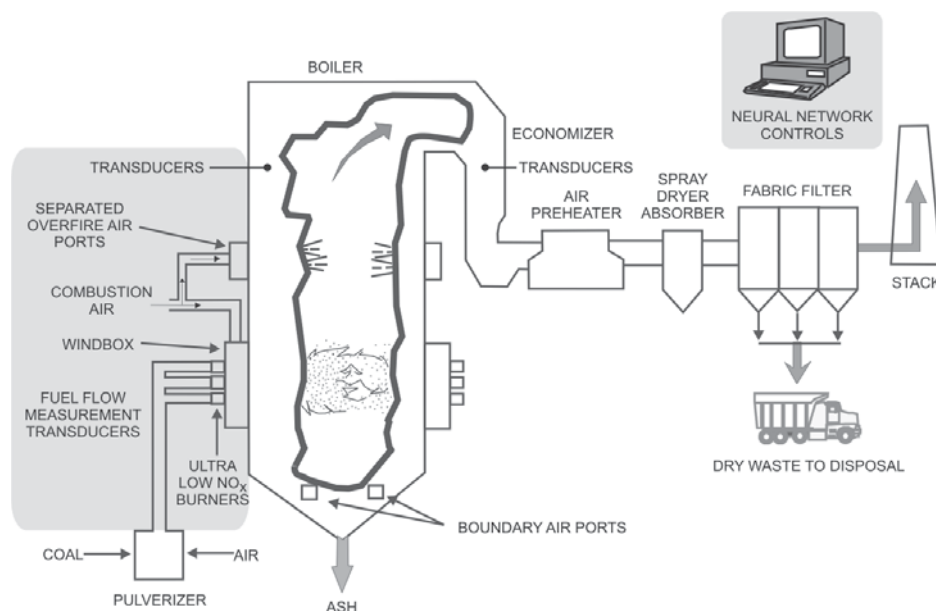 BOILER
NEURAL NETWORK
CONTROLS
ECONOMIZER
TRANSDUCERS
TRANSDUCERS
SEPARATED
OVERFIRE AIR
PORTS
AIR
PREHEATER
SPRAY
DRYER
ABSORBER
FABRIC FILTER
STACK
COMBUSTION
AIR
WINDBOX
FUEL FLOW
MEASUREMENT
TRANSDUCERS
ULTRA
LOW NOX
BURNERS
DRY WASTE TO DISPOSAL
BOUNDARY AIR PORTS
COAL
AIR
PULVERIZER
ASH